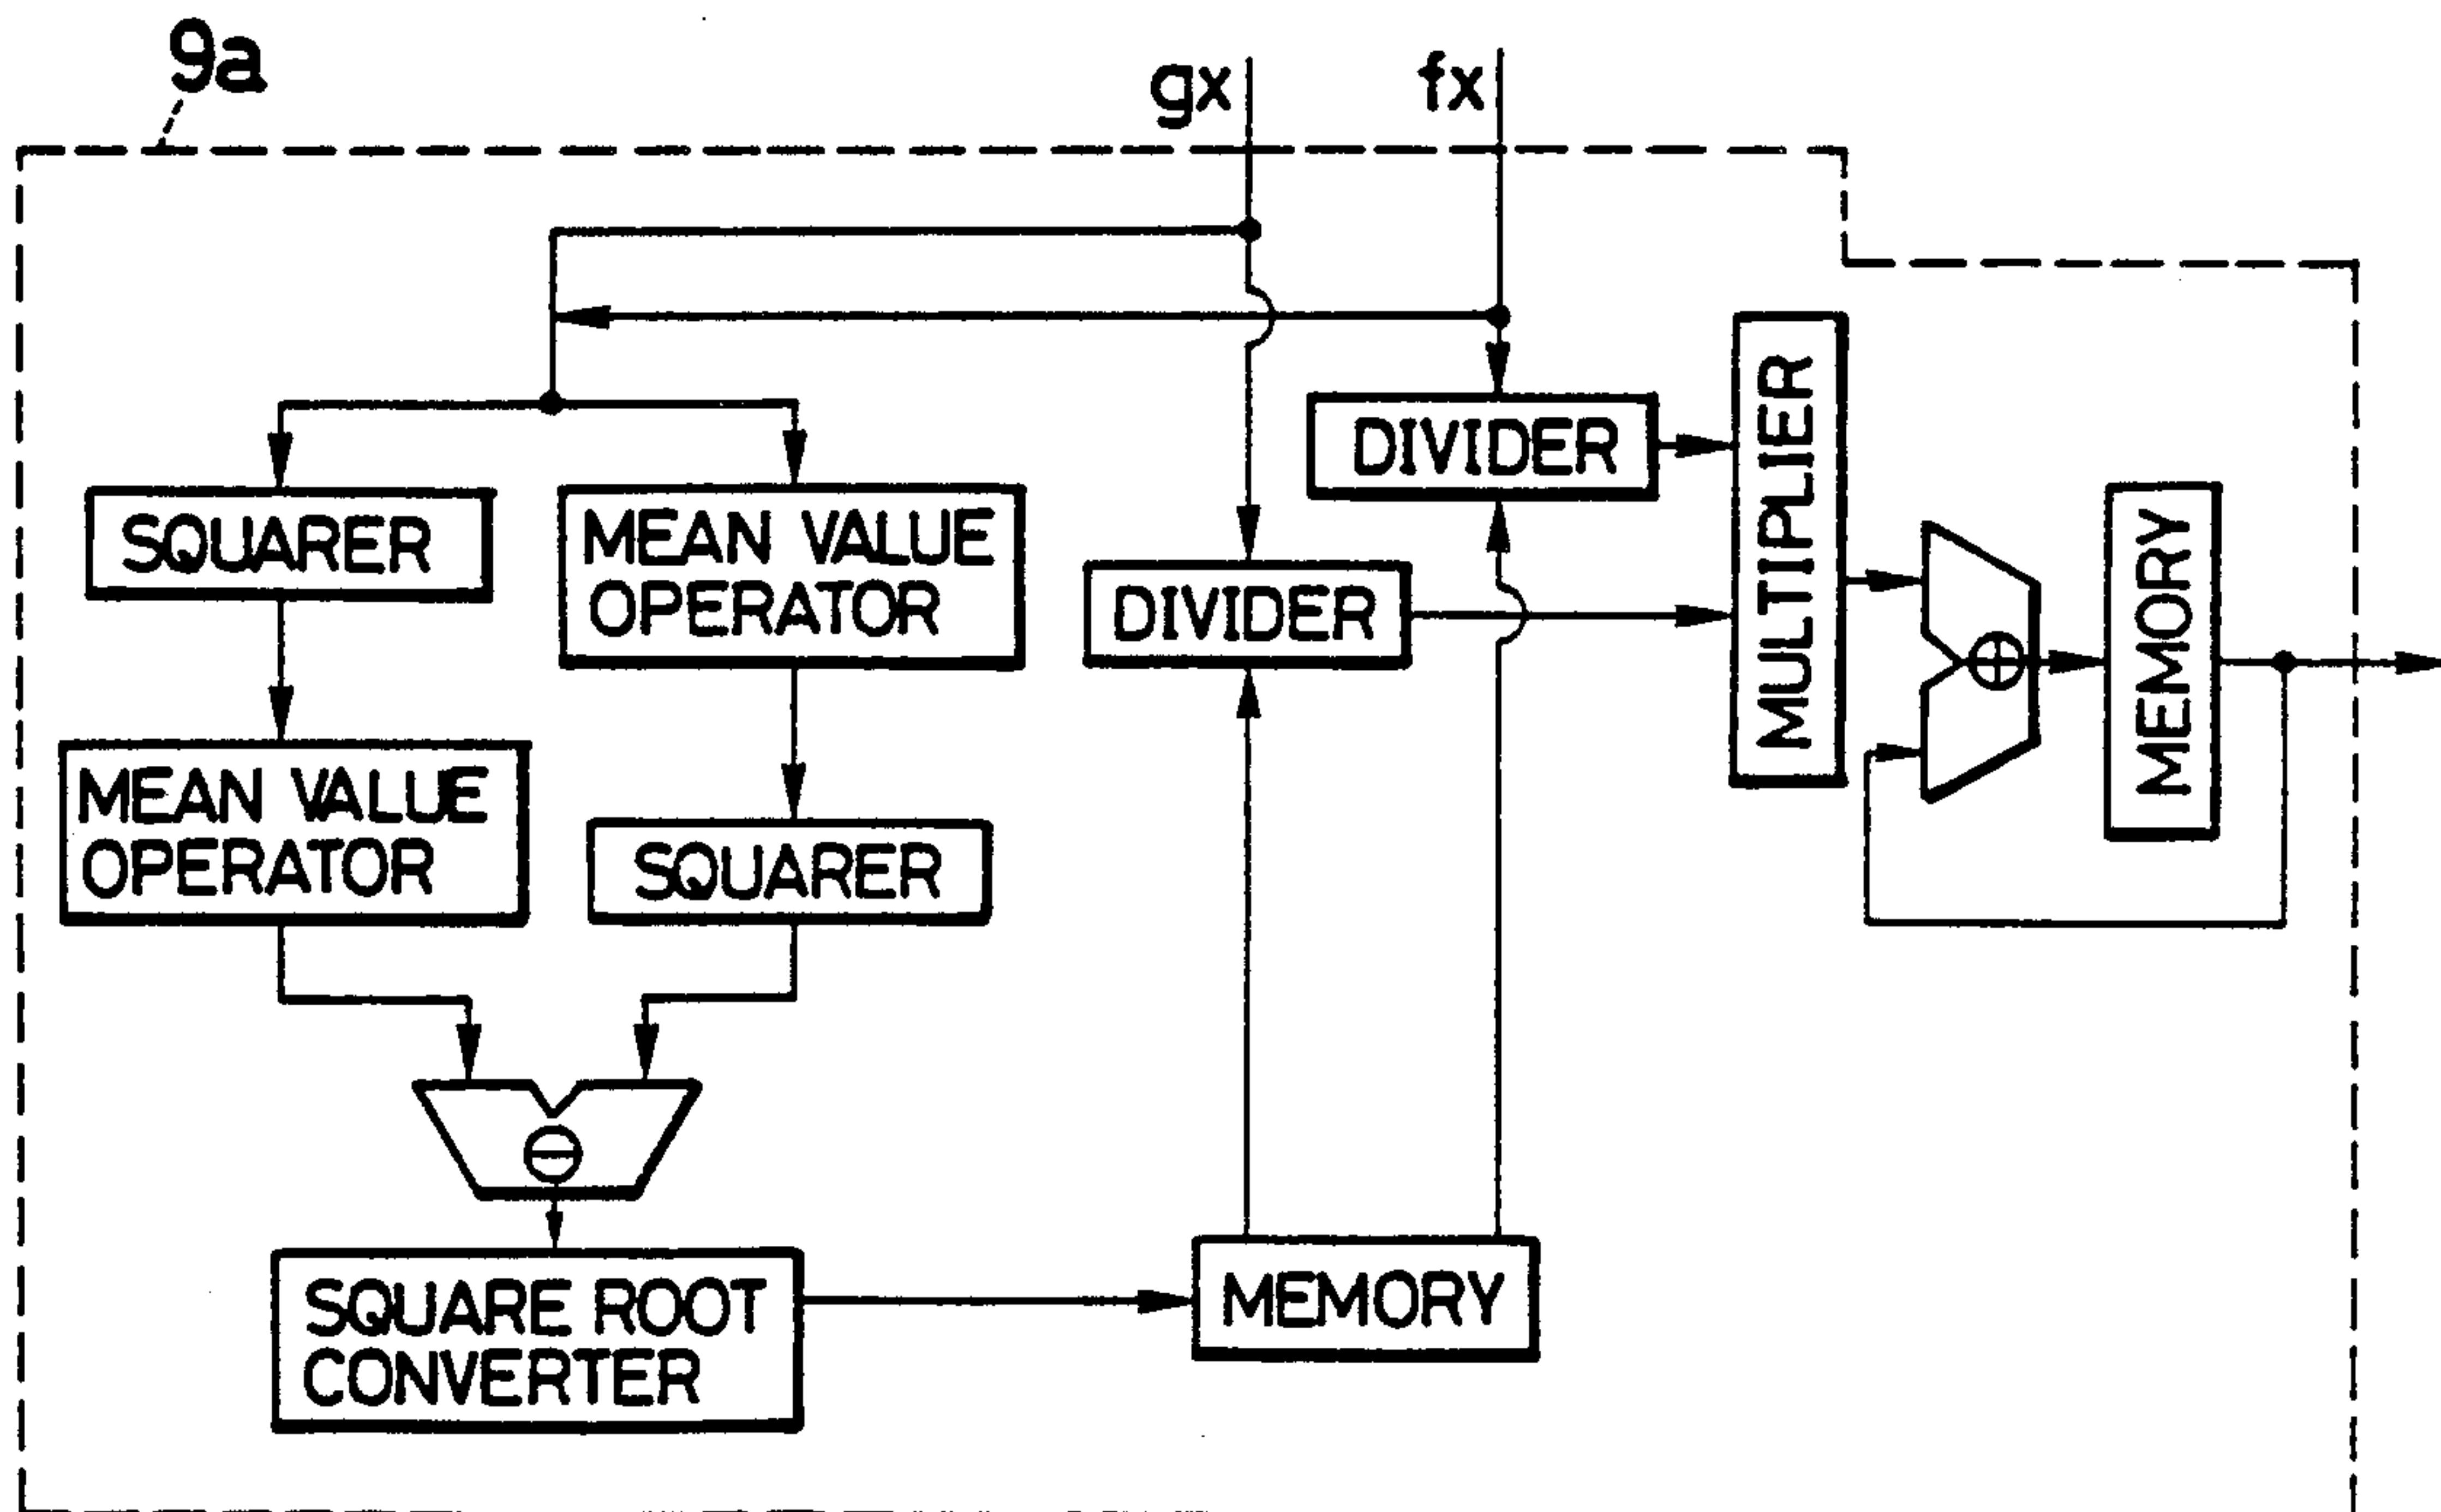 9a
gx
fx
DIVIDER
MULTIPLIER
SQUARER
MEAN VALUE
OPERATOR
DIVIDER
MEMORY
MEAN VALUE
OPERATOR
SQUARER
SQUARE ROOT
CONVERTER
MEMORY